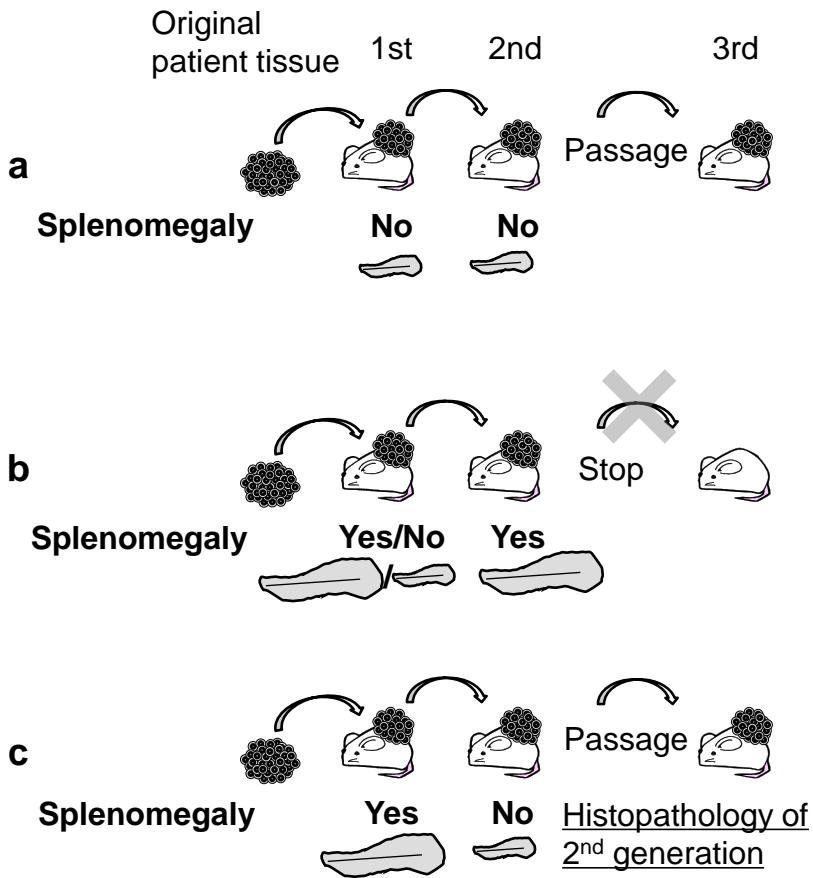 Original
patient tissue 1st 2nd 3rd
a
Passage
Splenomegaly No No
b
Stop
Splenomegaly Yes/No Yes
/
c
Passage
Splenomegaly Yes No Histopathology of
2nd generation